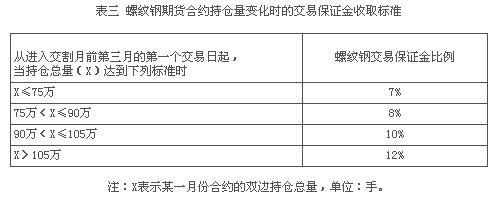 表三 螺纹钢期货合约持仓量变化时的交易保证金收取标准
从进入交割月前第三月的第一个交易日起，
当持仓总量（X）达到下列标准时
螺纹钢交易保证金比例
X≤75万
7%
75万＜X≤90万
8%
90万＜X≤105万
10%
X＞105万
12%
注：X表示某一月份合约的双边持仓总量，单位：手。